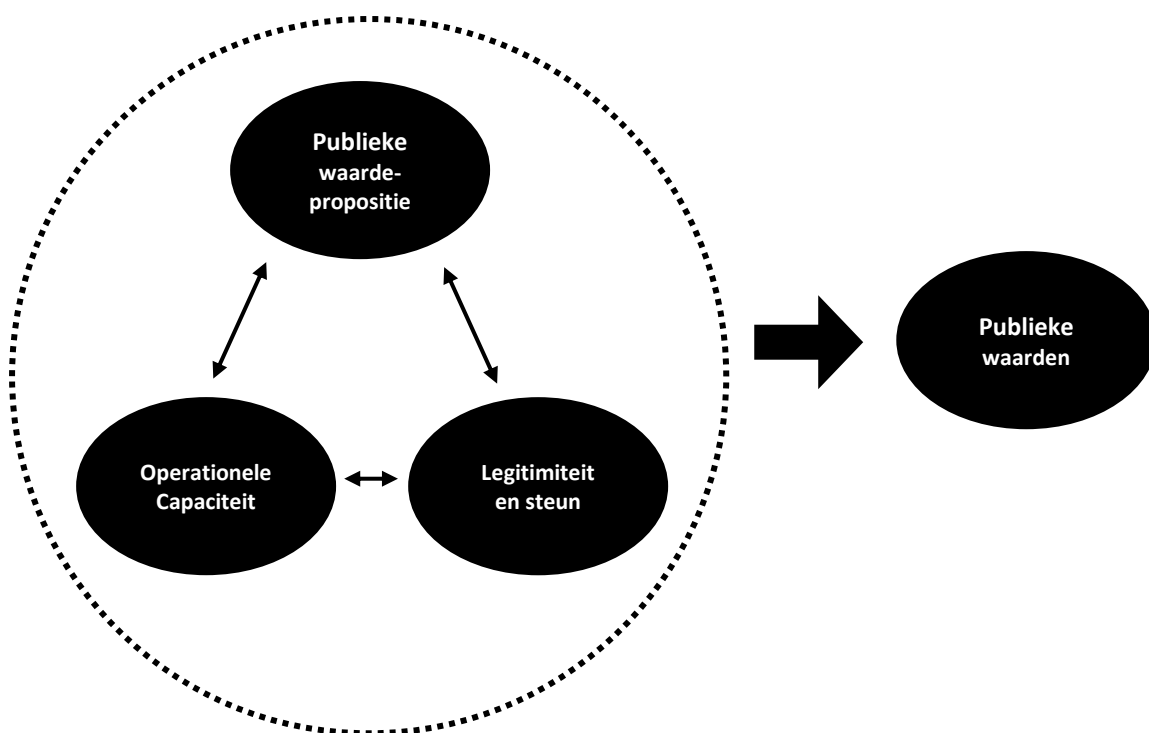 Publieke
waarde-
propositie
Publieke
waarden
Operationele
Capaciteit
Legitimiteit
en steun